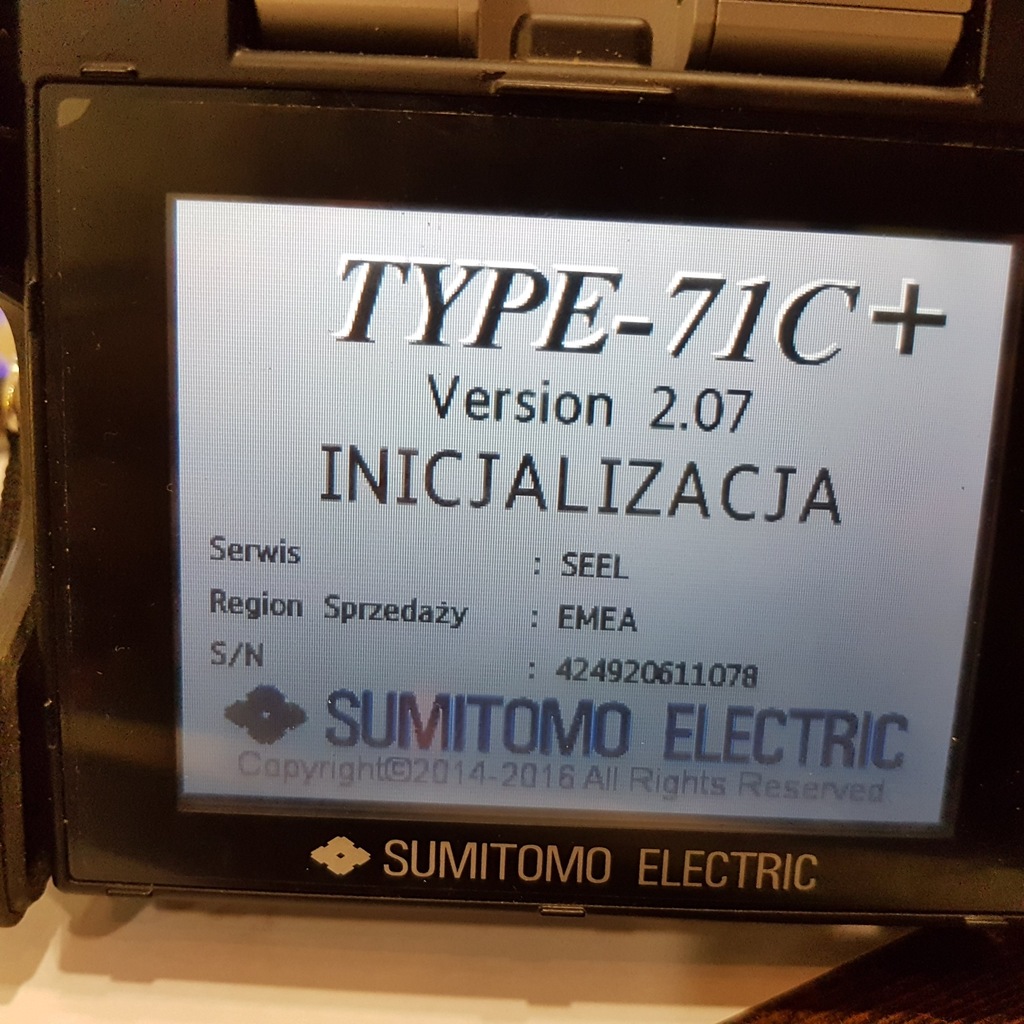 TYPE-71C+
Version 2.07
INICJALIZACJA
Serwis : SEEL
Region Sprzedaży : EMEA
S/N : 424920611078
SUMITOMO ELECTRIC
Copyright©2014-2016 All Rights Reserved
SUMITOMO ELECTRIC